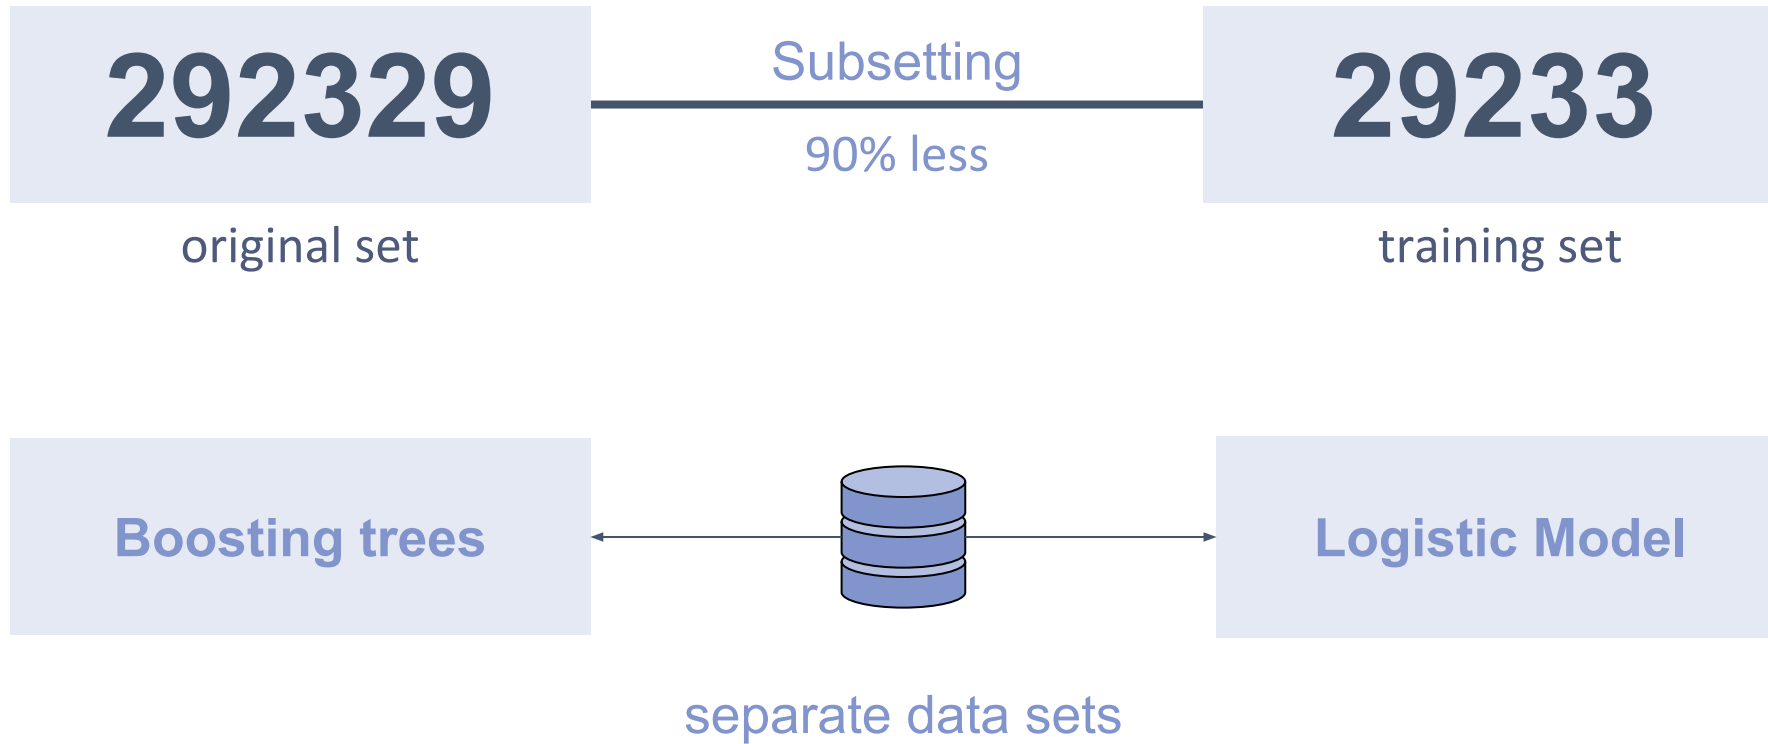 292329
Subsetting
29233
90% less
original set
training set
Boosting trees
Logistic Model
separate data sets